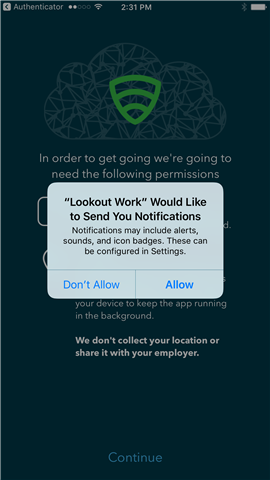 Authenticator
2:31 PM
In order to get going we're going to
need the following permissions
“Lookout Work” Would Like
to Send You Notifications
Notifications may include alerts,
sounds, and icon badges. These can
be configured in Settings.
Don't Allow
Allow
your device to keep the app running
in the background.
We don't collect your location or
share it with your employer.
Continue